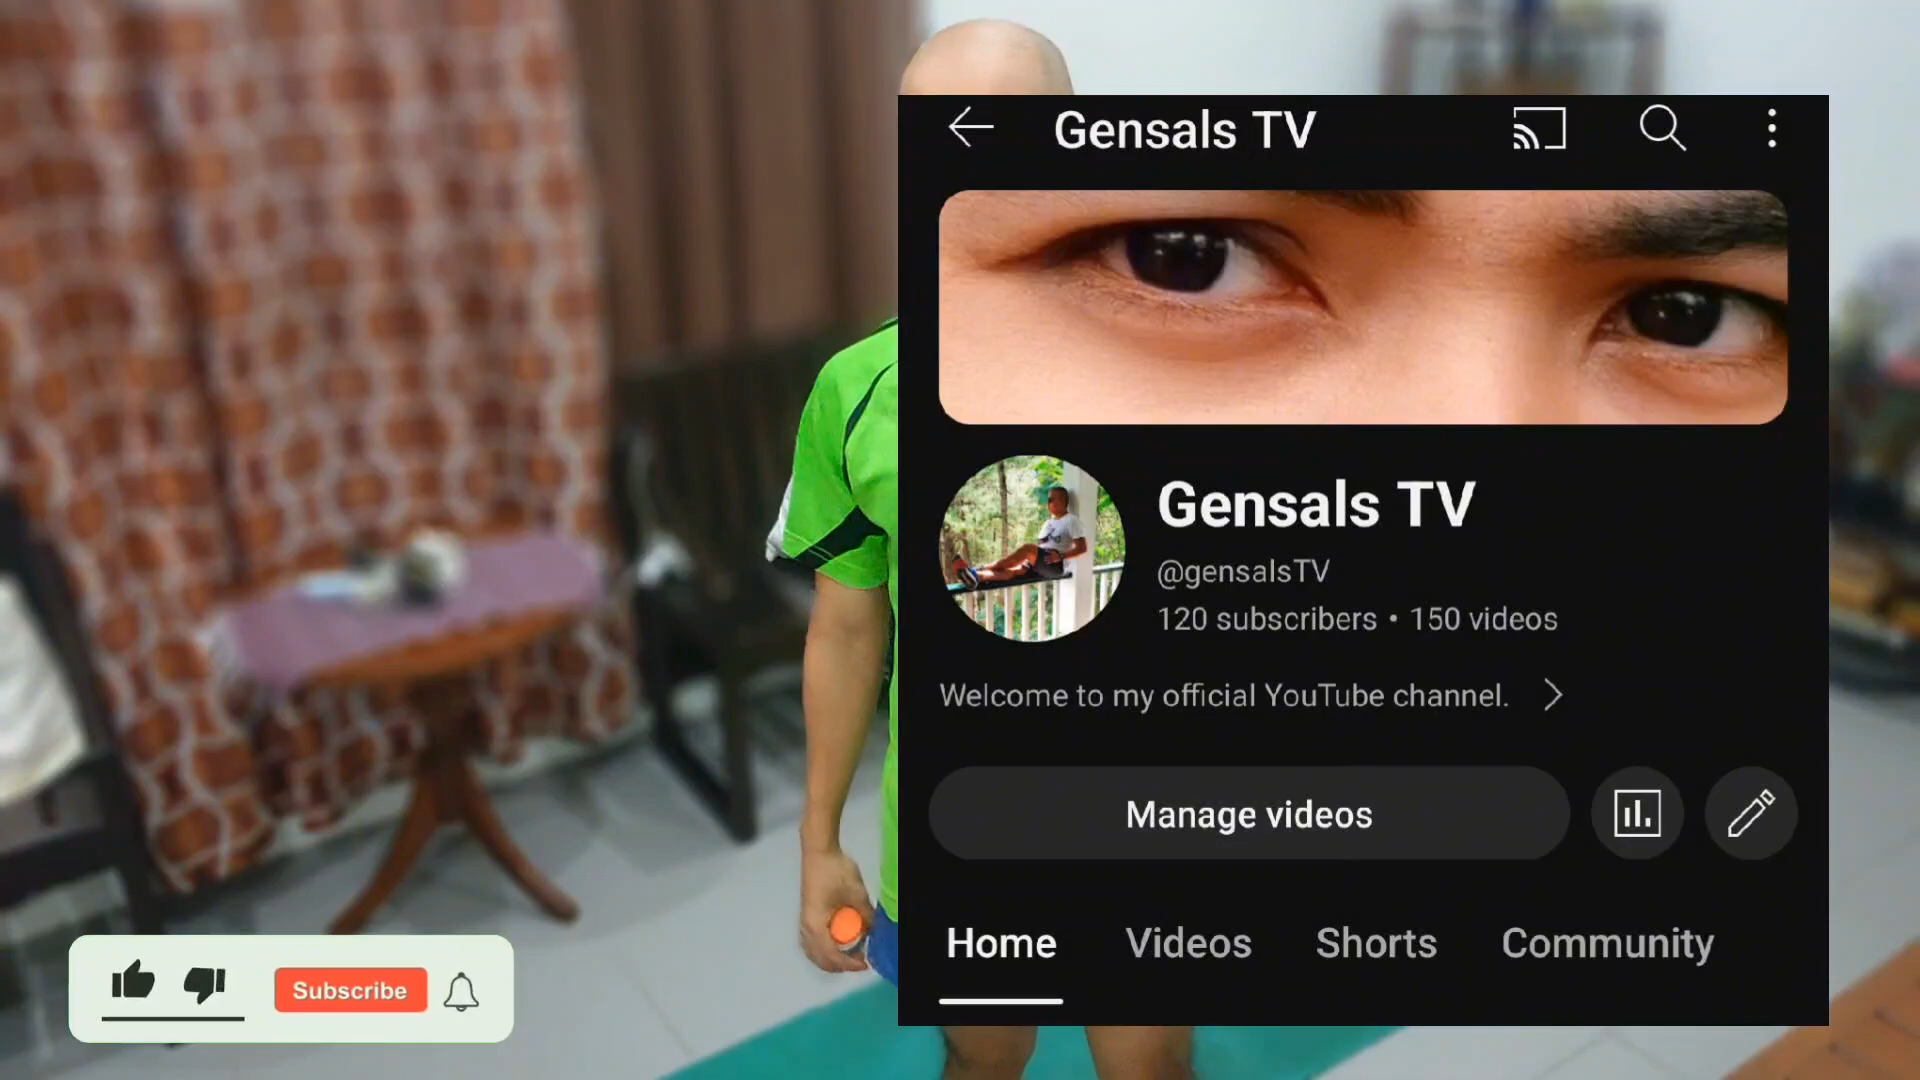 Gensals TV
Gensals TV
@gensalsTV
120 subscribers • 150 videos
Welcome to my official YouTube channel.
Manage videos
Home Videos Shorts Community
Subscribe